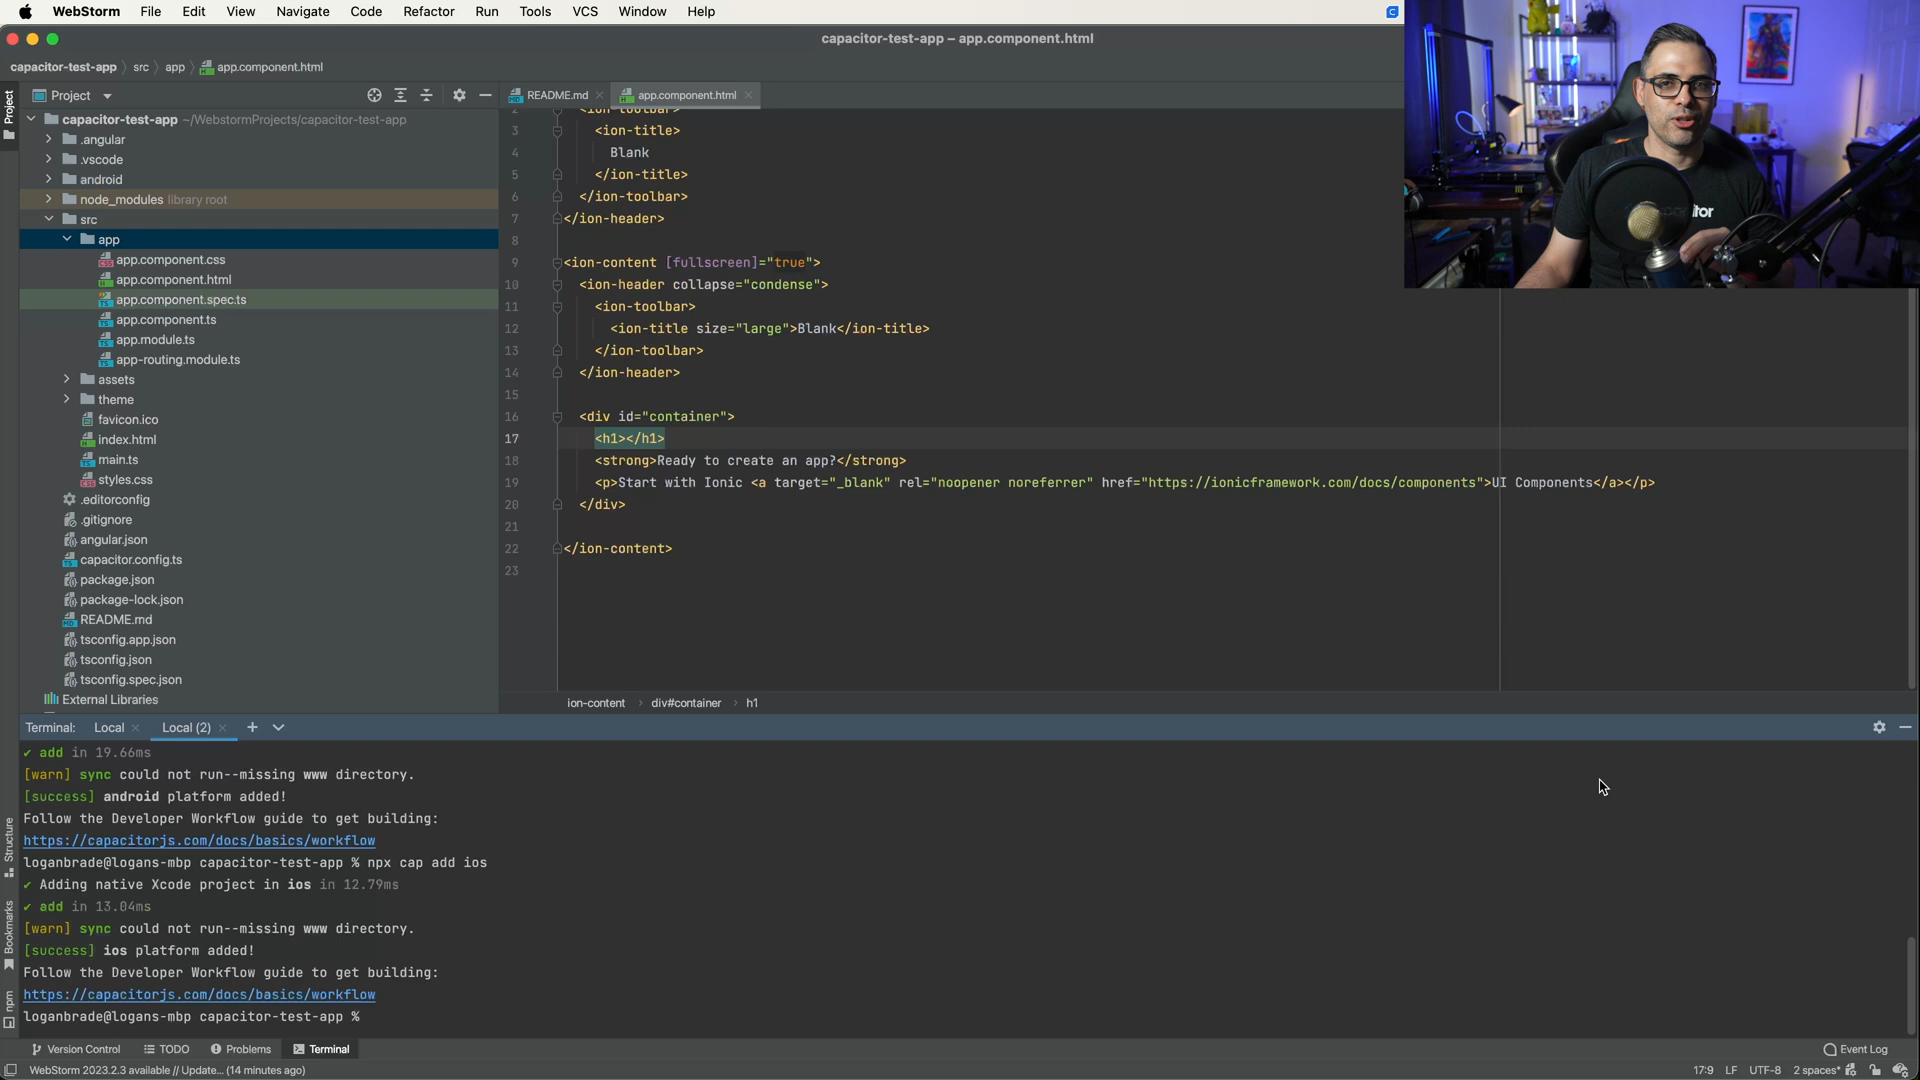 WebStorm File Edit View Navigate Code Refactor Run Tools VCS Window Help
capacitor-test-app – app.component.html
capacitor-test-app src app app.component.html
Project
Project
README.md app.component.html
capacitor-test-app ~/WebstormProjects/capacitor-test-app
.angular
.vscode
android
node_modules library root
src
app
app.component.css
app.component.html
app.component.spec.ts
app.component.ts
app.module.ts
app-routing.module.ts
assets
theme
favicon.ico
index.html
main.ts
styles.css
.editorconfig
.gitignore
angular.json
capacitor.config.ts
package.json
package-lock.json
README.md
tsconfig.app.json
tsconfig.json
tsconfig.spec.json
External Libraries
2 <ion-toolbar>
3 <ion-title>
4 Blank
5 </ion-title>
6 </ion-toolbar>
7 </ion-header>
8
9 <ion-content [fullscreen]="true">
10 <ion-header collapse="condense">
11 <ion-toolbar>
12 <ion-title size="large">Blank</ion-title>
13 </ion-toolbar>
14 </ion-header>
15
16 <div id="container">
17 <h1></h1>
18 <strong>Ready to create an app?</strong>
19 <p>Start with Ionic <a target="_blank" rel="noopener noreferrer" href="https://ionicframework.com/docs/components">UI Components</a></p>
20 </div>
21
22 </ion-content>
23
ion-content div#container h1
Terminal: Local Local (2)
✔ add in 19.66ms
[warn] sync could not run--missing www directory.
[success] android platform added!
Follow the Developer Workflow guide to get building:
https://capacitorjs.com/docs/basics/workflow
loganbrade@logans-mbp capacitor-test-app % npx cap add ios
✔ Adding native Xcode project in ios in 12.79ms
✔ add in 13.04ms
[warn] sync could not run--missing www directory.
[success] ios platform added!
Follow the Developer Workflow guide to get building:
https://capacitorjs.com/docs/basics/workflow
loganbrade@logans-mbp capacitor-test-app %
Structure
Bookmarks
npm
Version Control TODO Problems Terminal Event Log
WebStorm 2023.2.3 available // Update... (14 minutes ago) 17:9 LF UTF-8 2 spaces*